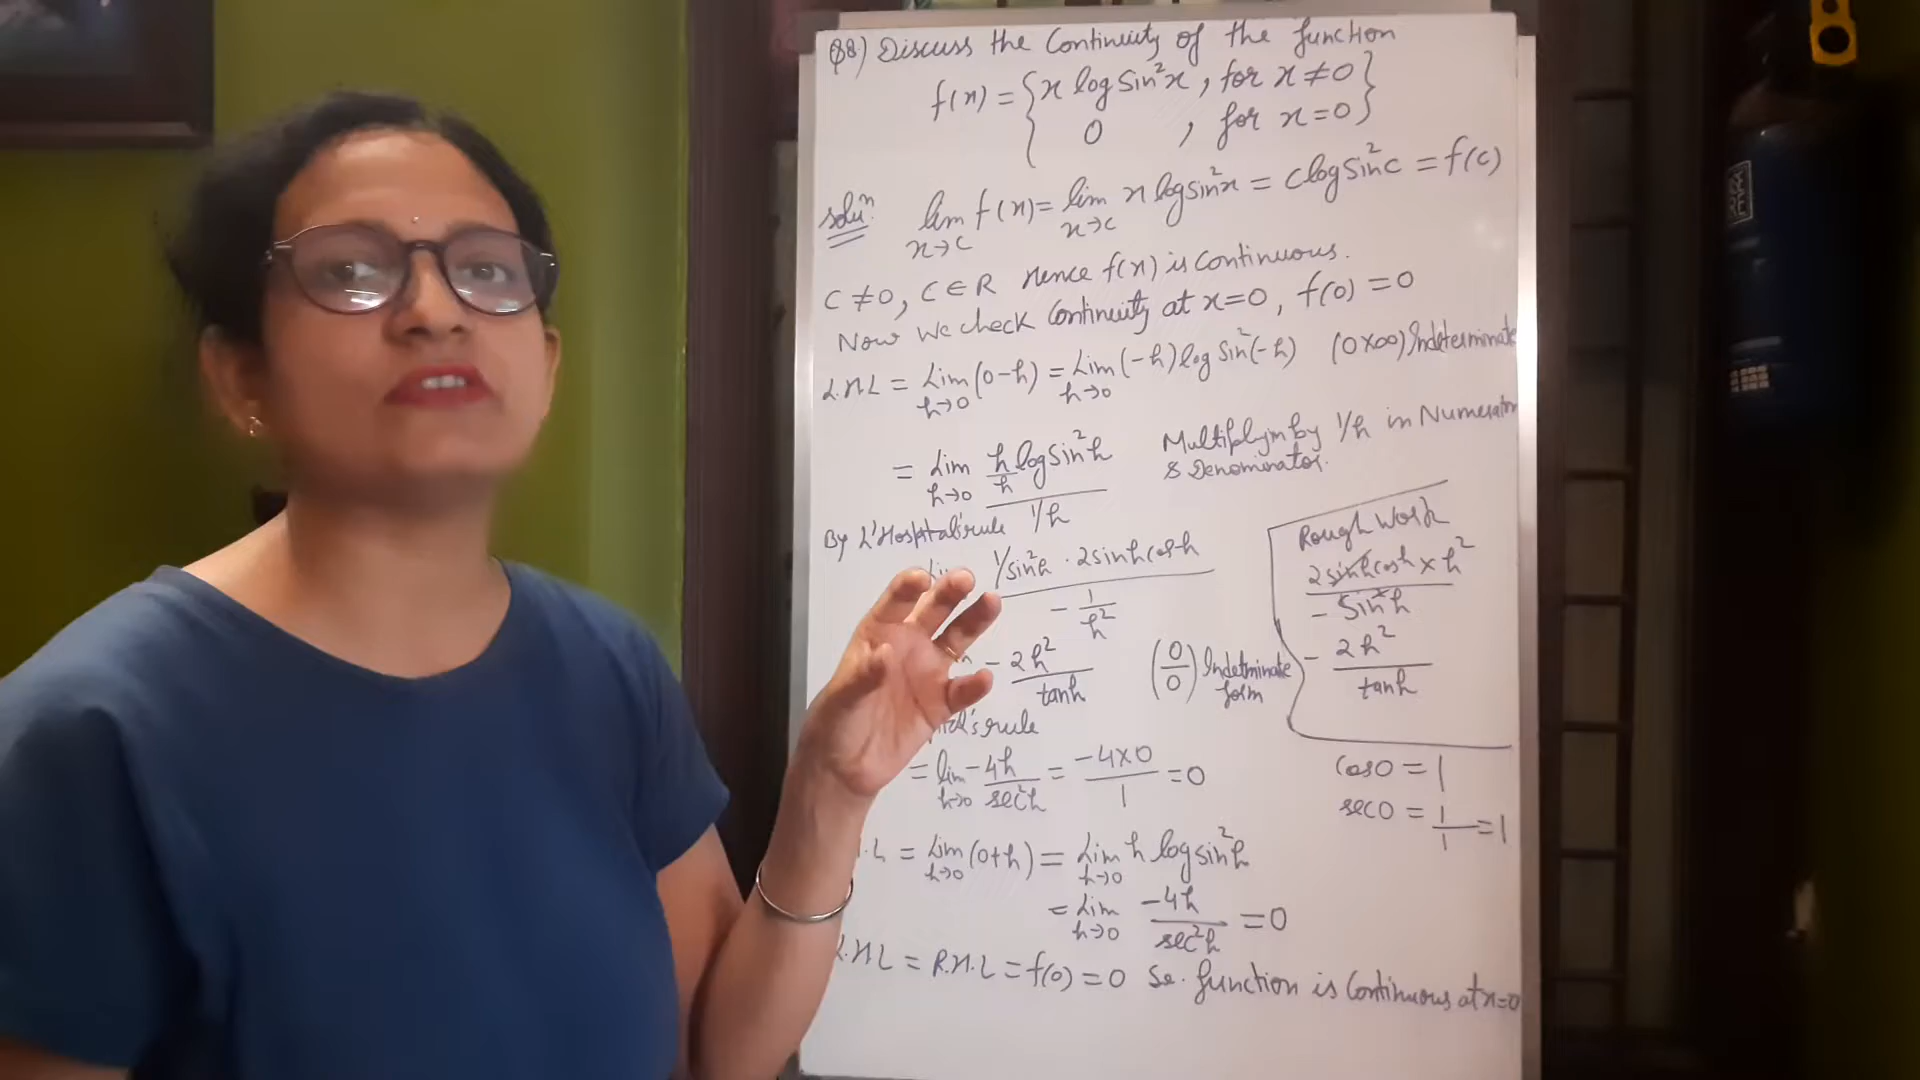 Q8.) Discuss the Continuity of the function
f(x) = { x log sin²x , for x ≠ 0 }
0 , for x = 0
Soluⁿ. lim x→c f(x) = lim x→c x log sin²x = c log sin²c = f(c)
C ≠ 0, C ∈ R Hence f(x) is Continuous.
Now we check Continuity at x=0, f(0) = 0
L.H.L = Lim h→0 (0-h) = Lim h→0 (-h) log sin²(-h) (0×∞) Indeterminate
= Lim h→0 h/h log sin²h / 1/h Multiplying by 1/h in Numerator
& Denominator.
By L'Hospital's rule
1/sin²h · 2sinh cosh / - 1/h²
- 2h² / tanh (0/0) Indetminate form
rule
= lim h→0 -4h / sec²h = -4×0 / 1 = 0
= Lim h→0 (0+h) = Lim h→0 h log sin²h
= Lim h→0 -4h / sec²h = 0
L.H.L = R.H.L = f(0) = 0 So. function is Continuous at x=0
Rough Work
2sinh cosh × h² / - Sin²h
- 2h² / tanh
Cos0 = 1
sec0 = 1/1 = 1